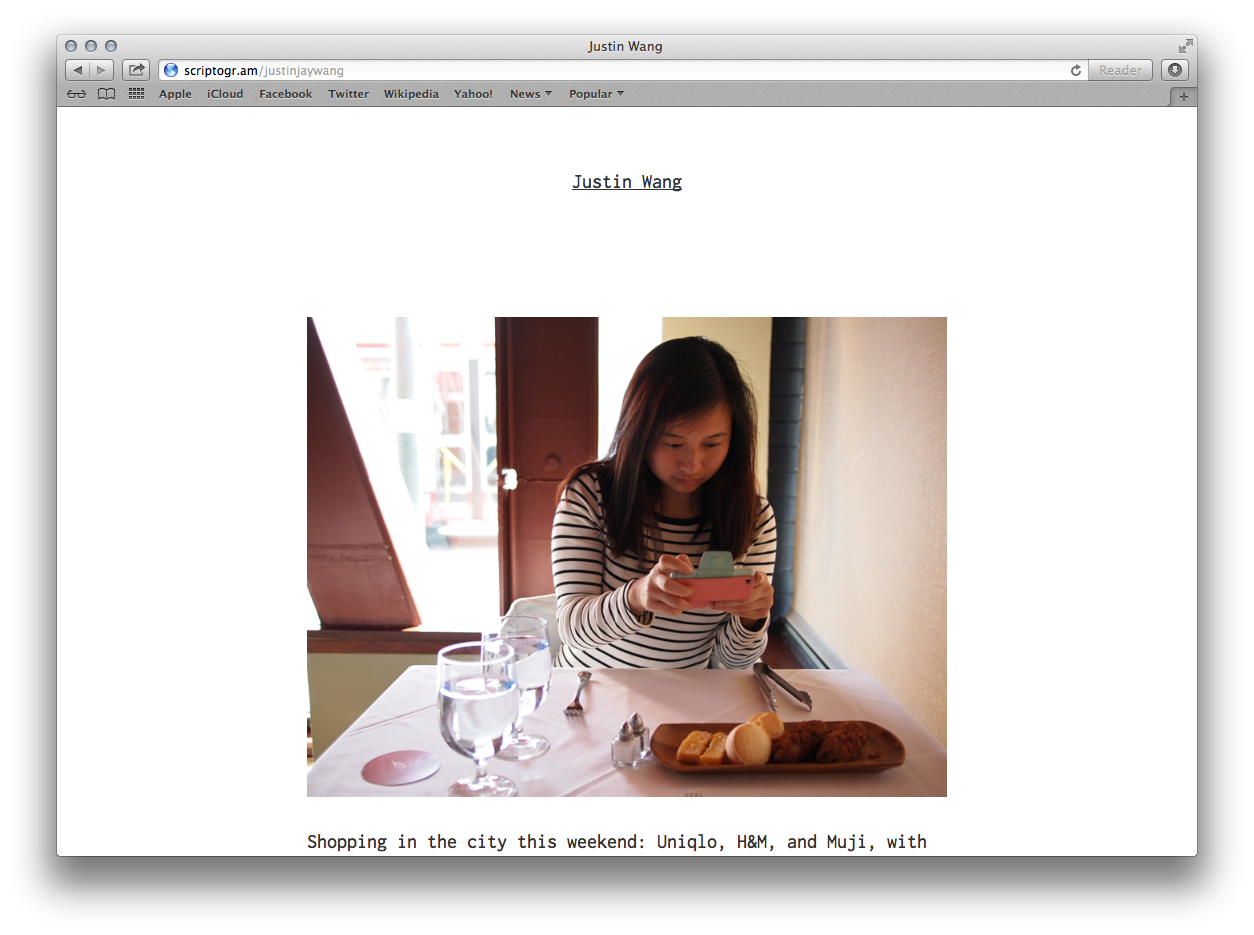 Justin Wang
scriptogr.am/justinjaywang
Reader
Apple iCloud Facebook Twitter Wikipedia Yahoo! News Popular
Justin Wang
Shopping in the city this weekend: Uniqlo, H&M, and Muji, with